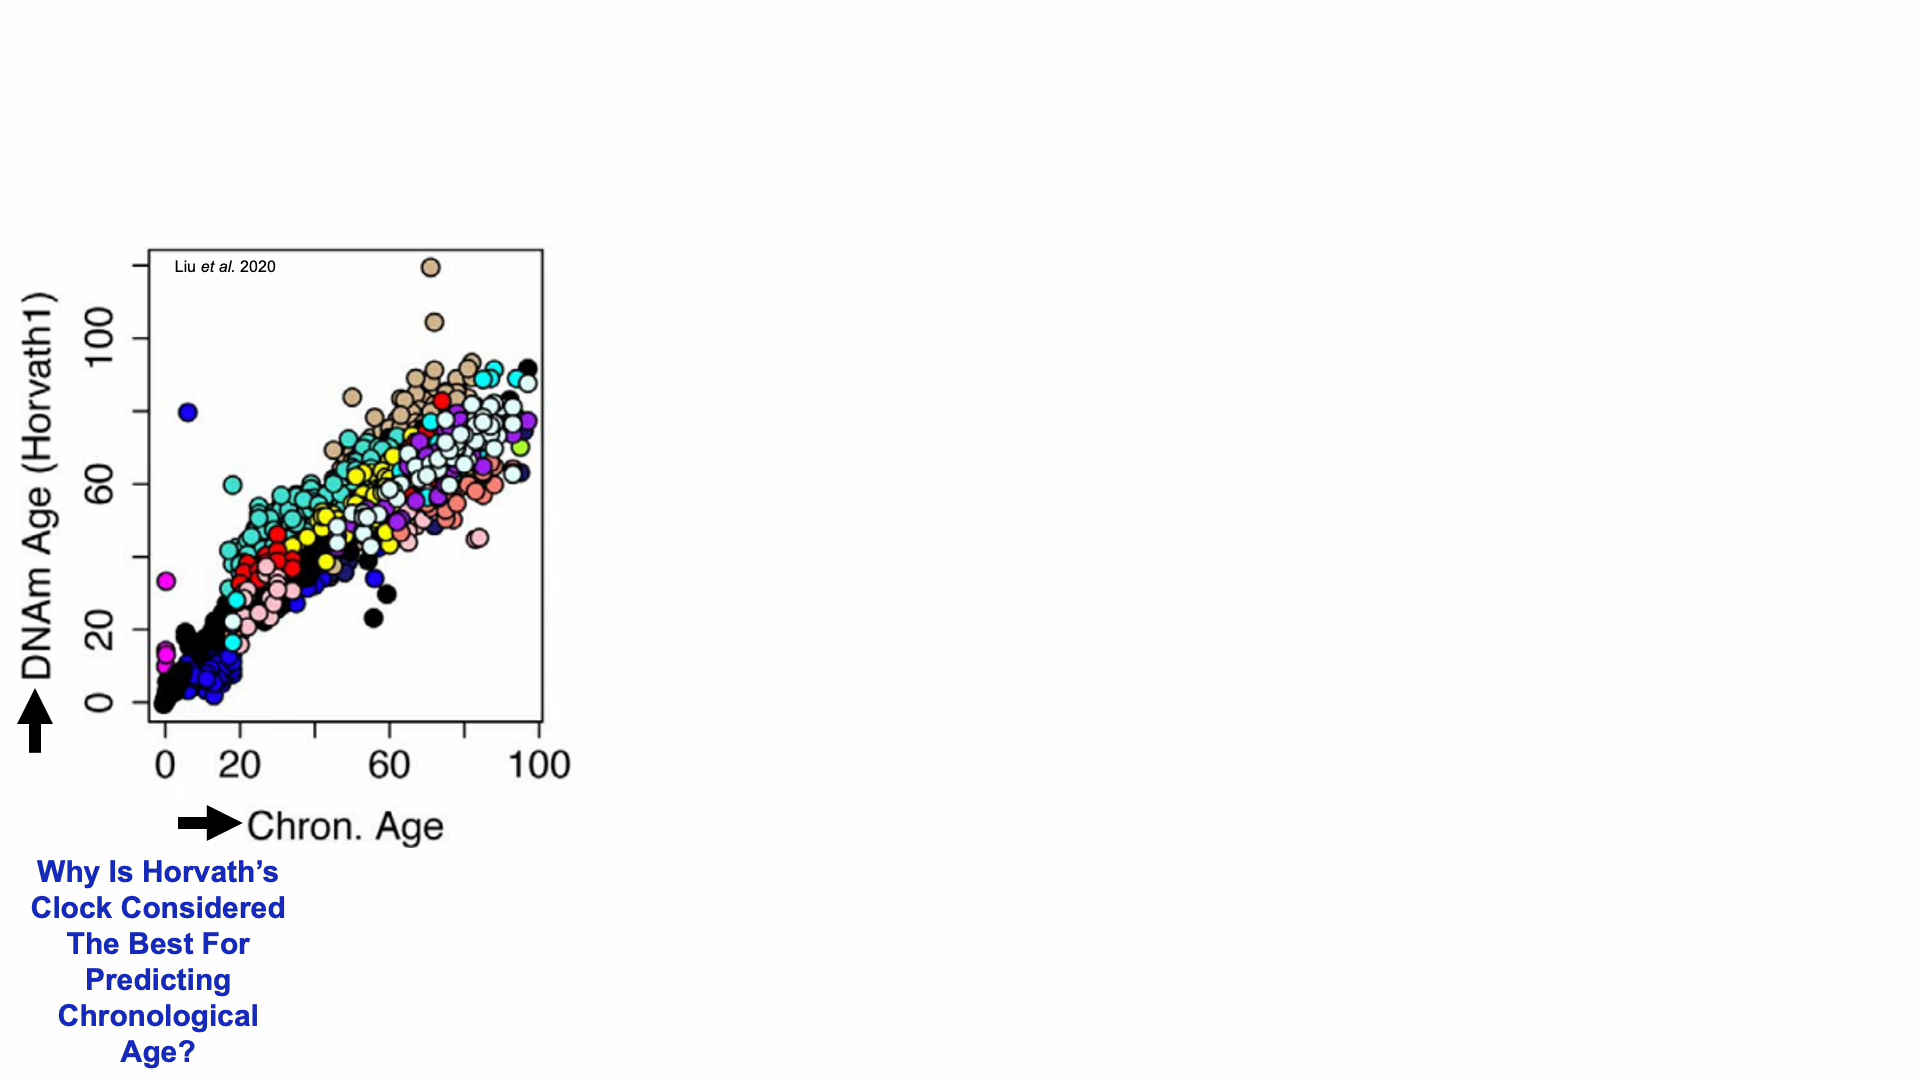 Liu et al. 2020
DNAm Age (Horvath1)
100
60
20
0
0 20 60 100
Chron. Age
Why Is Horvath’s
Clock Considered
The Best For
Predicting
Chronological
Age?